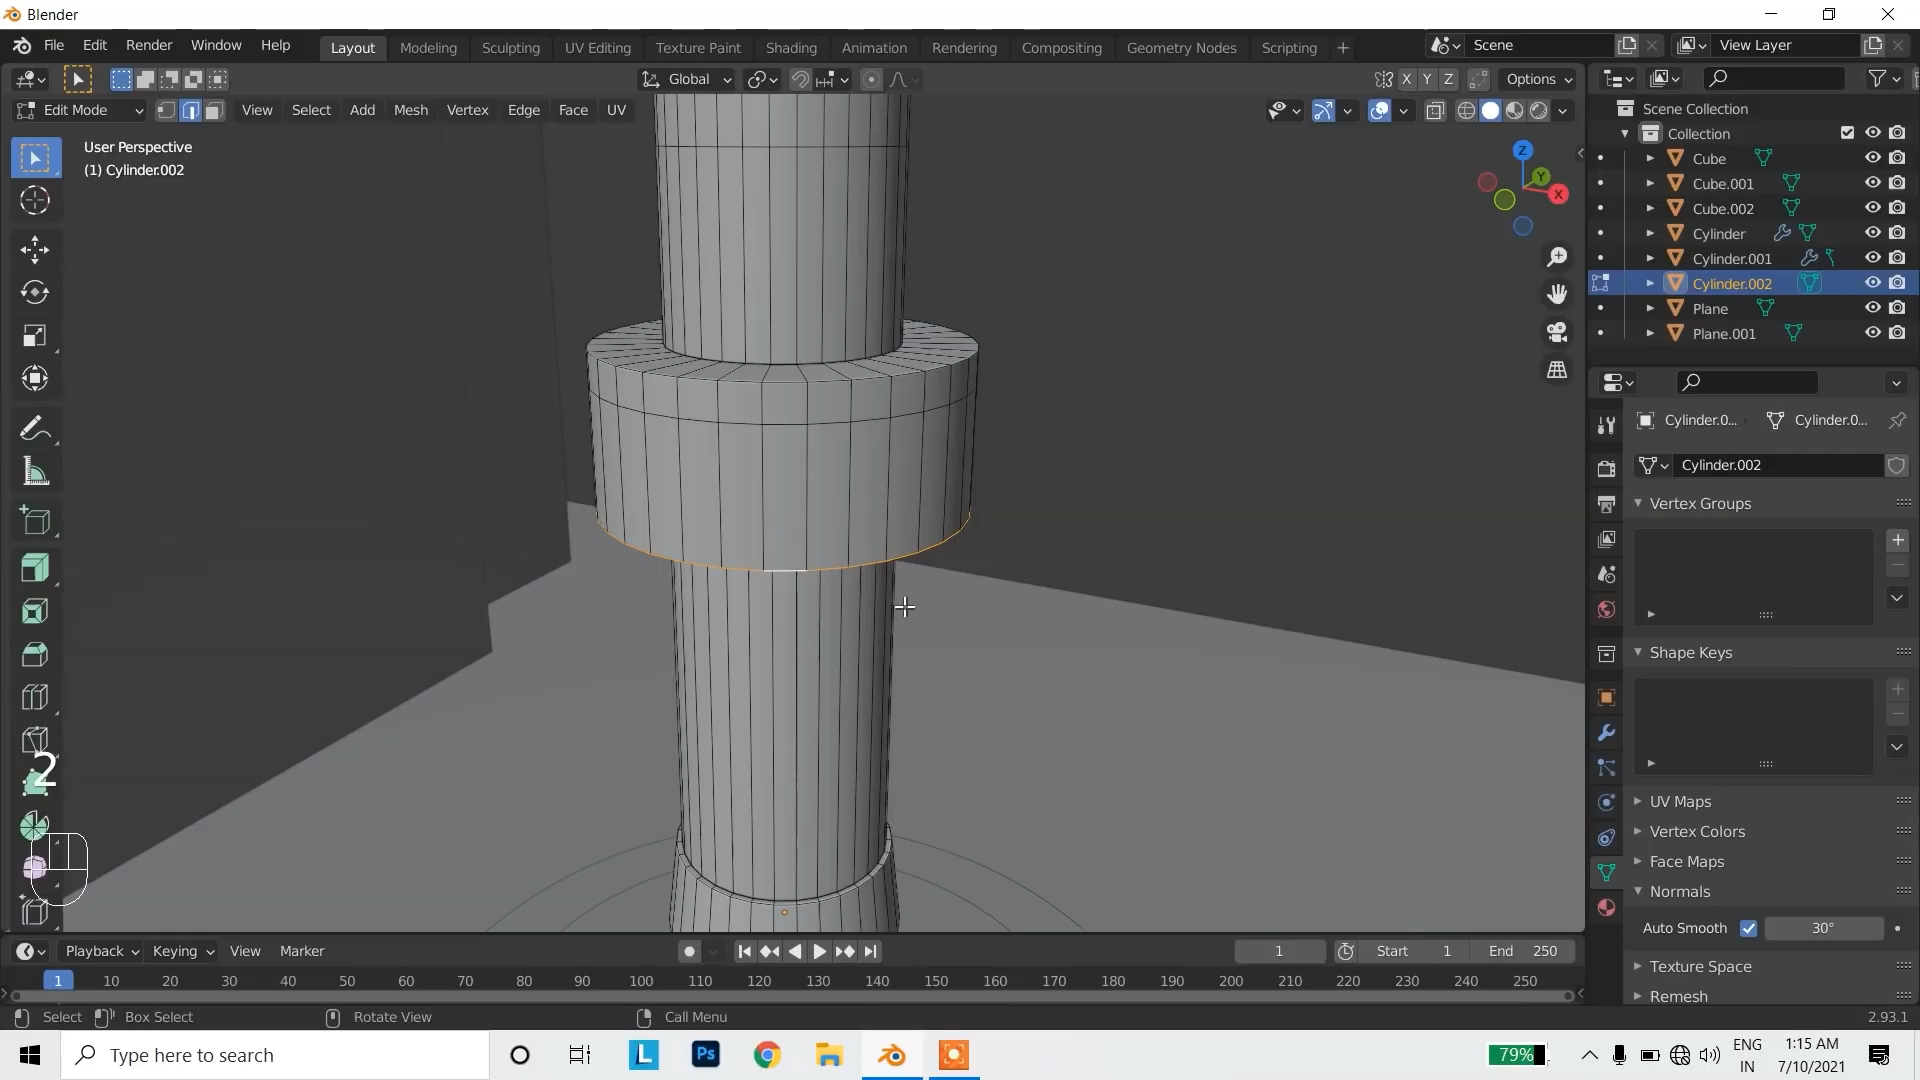 Blender
File Edit Render Window Help
Layout Modeling Sculpting UV Editing Texture Paint Shading Animation Rendering Compositing Geometry Nodes Scripting +
Scene
View Layer
Global
X Y Z
Options
Edit Mode
View Select Add Mesh Vertex Edge Face UV
User Perspective
(1) Cylinder.002
Z
Y
X
Scene Collection
Collection
Cube
Cube.001
Cube.002
Cylinder
Cylinder.001
Cylinder.002
Plane
Plane.001
Cylinder.0...
Cylinder.0...
Cylinder.002
Vertex Groups
Shape Keys
UV Maps
Vertex Colors
Face Maps
Normals
Auto Smooth
30°
Texture Space
Remesh
2
Playback Keying View Marker
1
Start 1
End 250
1 10 20 30 40 50 60 70 80 90 100 110 120 130 140 150 160 170 180 190 200 210 220 230 240 250
Select
Box Select
Rotate View
Call Menu
2.93.1
Type here to search
L
Ps
79%
ENG
IN
1:15 AM
7/10/2021